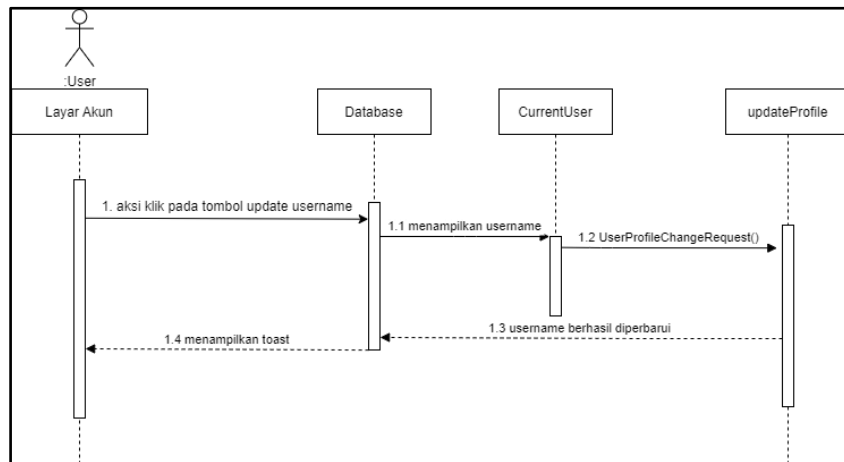 :User
Layar Akun
Database
CurrentUser
updateProfile
1. aksi klik pada tombol update username
1.1 menampilkan username
1.2 UserProfileChangeRequest()
1.3 username berhasil diperbarui
1.4 menampilkan toast